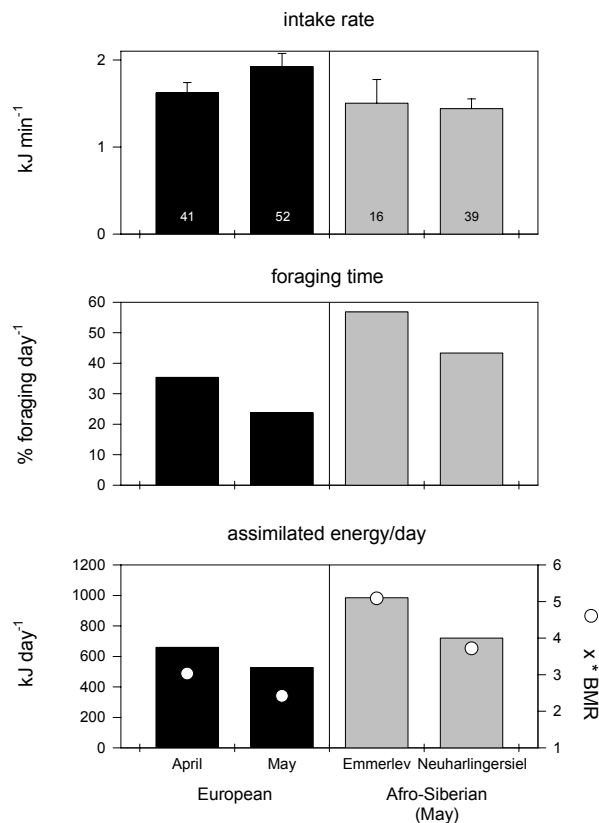 intake rate
2
1
0
kJ min⁻¹
41
52
16
39
foraging time
60
50
40
30
20
10
0
% foraging day⁻¹
assimilated energy/day
1200
1000
800
600
400
200
0
kJ day⁻¹
6
5
4
3
2
1
x * BMR
April May Emmerlev Neuharlingersiel
European Afro-Siberian
(May)